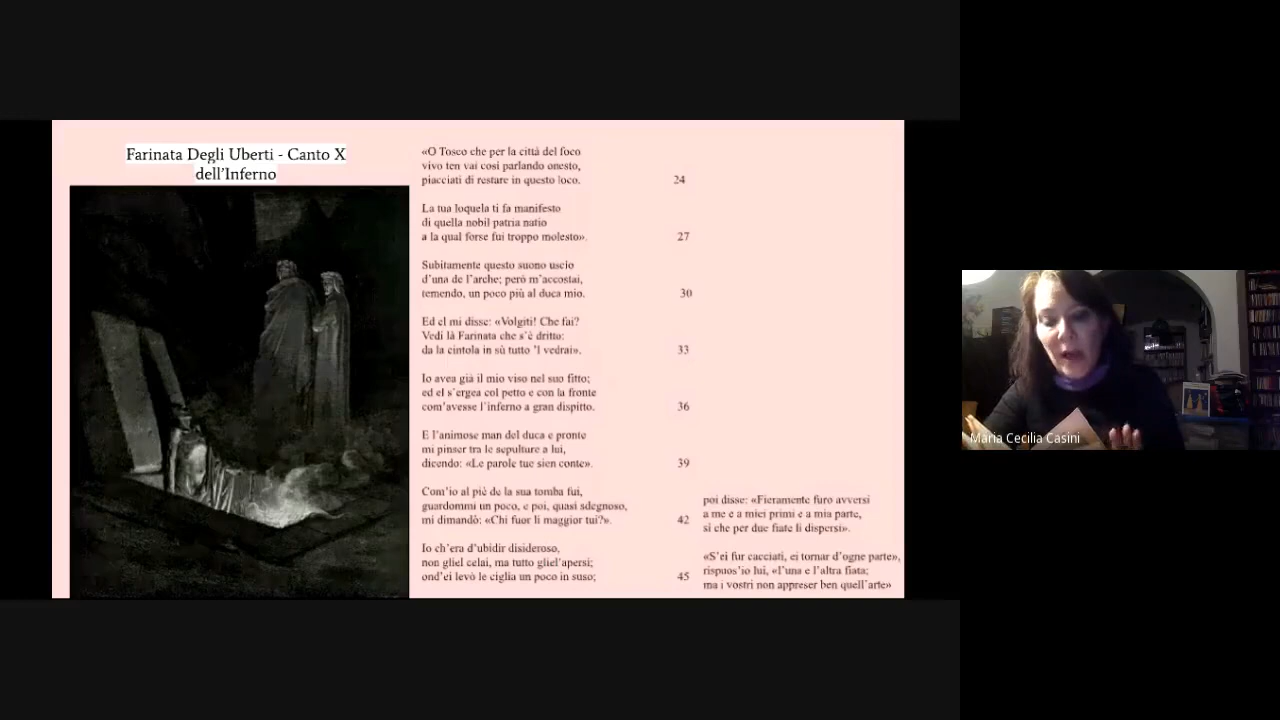 Farinata Degli Uberti - Canto X
dell'Inferno
«O Tosco che per la città del foco
vivo ten vai così parlando onesto,
piacciati di restare in questo loco.
24
La tua loquela ti fa manifesto
di quella nobil patria natio
a la qual forse fui troppo molesto».
27
Subitamente questo suono uscìo
d'una de l'arche; però m'accostai,
temendo, un poco più al duca mio.
30
Ed el mi disse: «Volgiti! Che fai?
Vedi là Farinata che s'è dritto:
da la cintola in sù tutto 'l vedrai».
33
Io avea già il mio viso nel suo fitto;
ed el s'ergea col petto e con la fronte
com'avesse l'inferno a gran dispitto.
36
E l'animose man del duca e pronte
mi pinser tra le sepulture a lui,
dicendo: «Le parole tue sien conte».
39
Com'io al piè de la sua tomba fui,
guardommi un poco, e poi, quasi sdegnoso,
mi dimandò: «Chi fuor li maggior tui?».
42
Io ch'era d'ubidir disideroso,
non gliel celai, ma tutto gliel'apersi;
ond'ei levò le ciglia un poco in suso;
45
poi disse: «Fieramente furo avversi
a me e a miei primi e a mia parte,
sì che per due fiate li dispersi».
«S'ei fur cacciati, ei tornar d'ogne parte»,
rispuos'io lui, «l'una e l'altra fiata;
ma i vostri non appreser ben quell'arte»
Maria Cecilia Casini